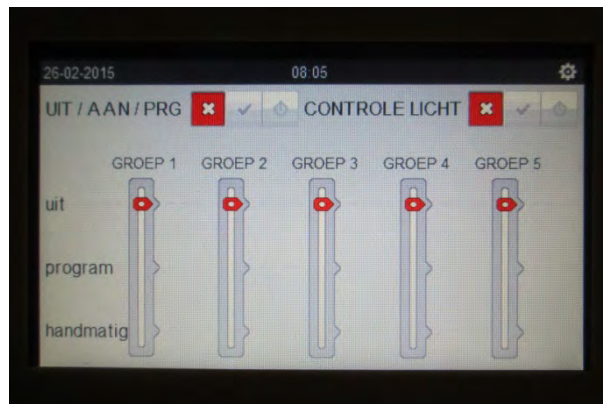 26-02-2015 08:05
UIT / AAN / PRG CONTROLE LICHT
GROEP 1 GROEP 2 GROEP 3 GROEP 4 GROEP 5
uit
program
handmatig